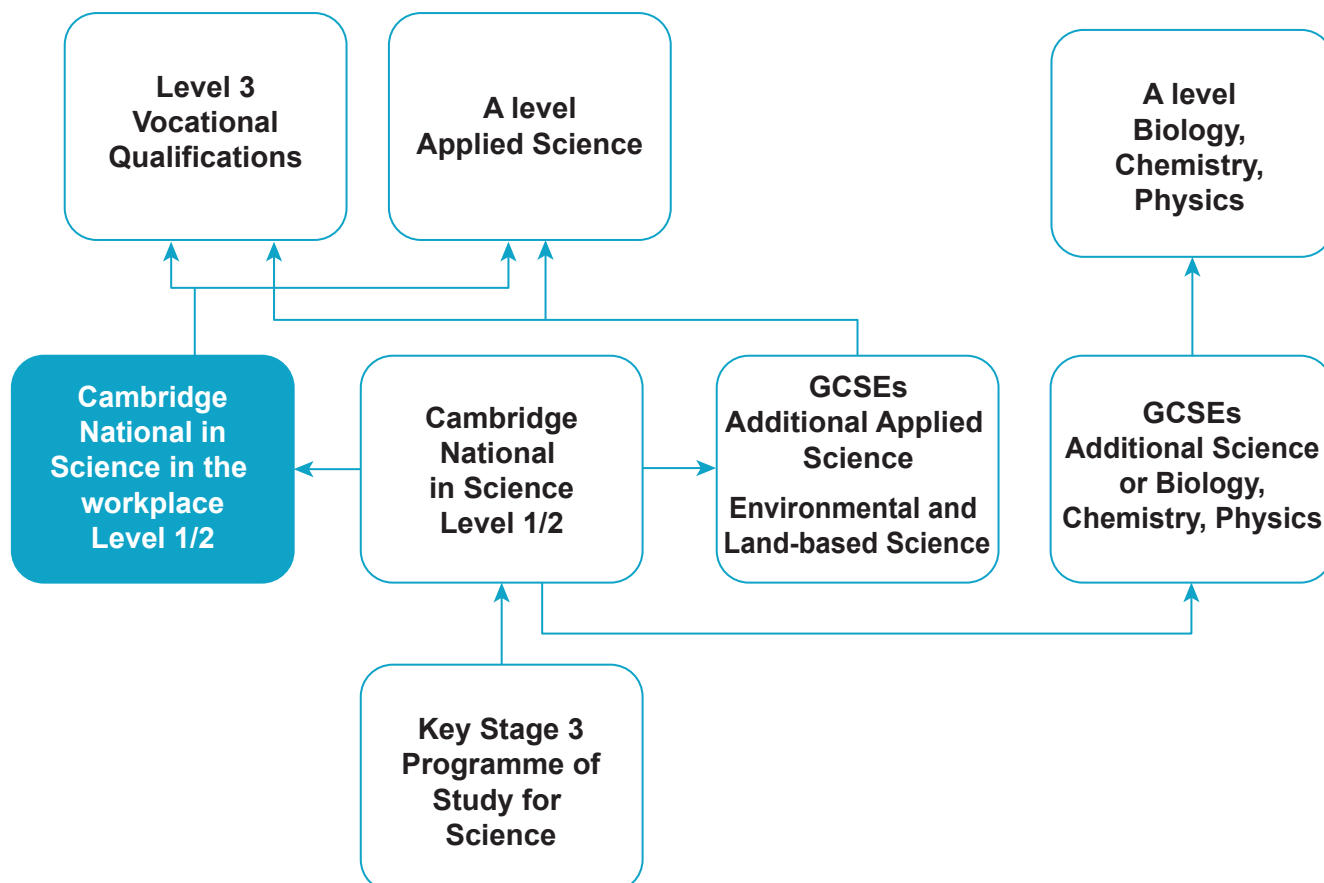 Level 3
Vocational
Qualifications
A level
Applied Science
A level
Biology,
Chemistry,
Physics
Cambridge
National in
Science in the
workplace
Level 1/2
Cambridge
National
in Science
Level 1/2
GCSEs
Additional Applied
Science
Environmental and
Land-based Science
GCSEs
Additional Science
or Biology,
Chemistry, Physics
Key Stage 3
Programme of
Study for
Science